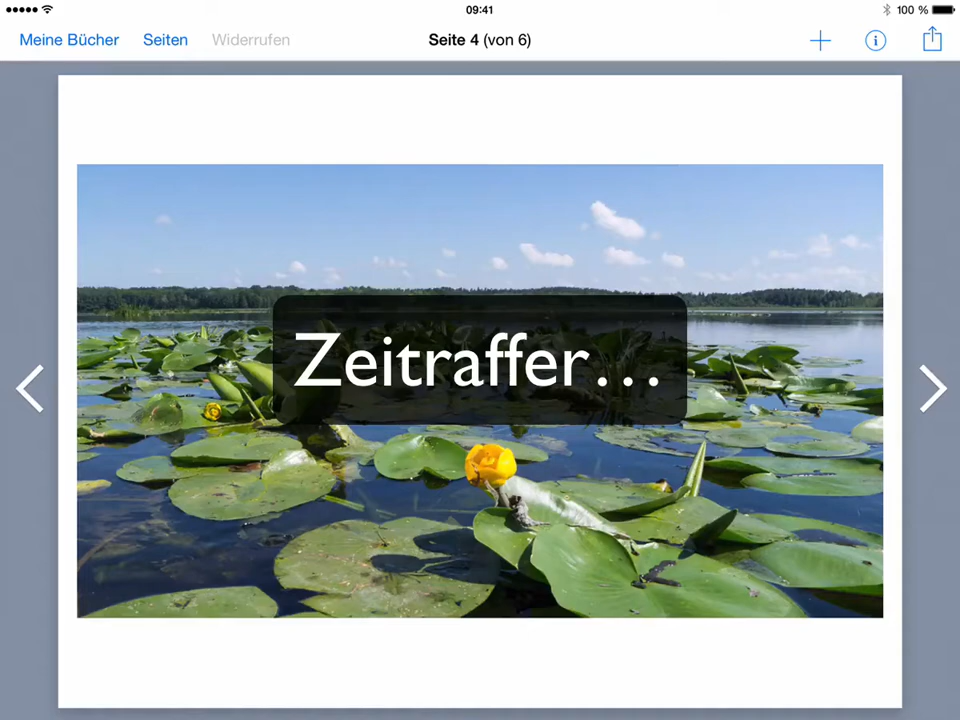 09:41
100 %
Meine Bücher
Seiten
Widerrufen
Seite 4 (von 6)
Zeitraffer…